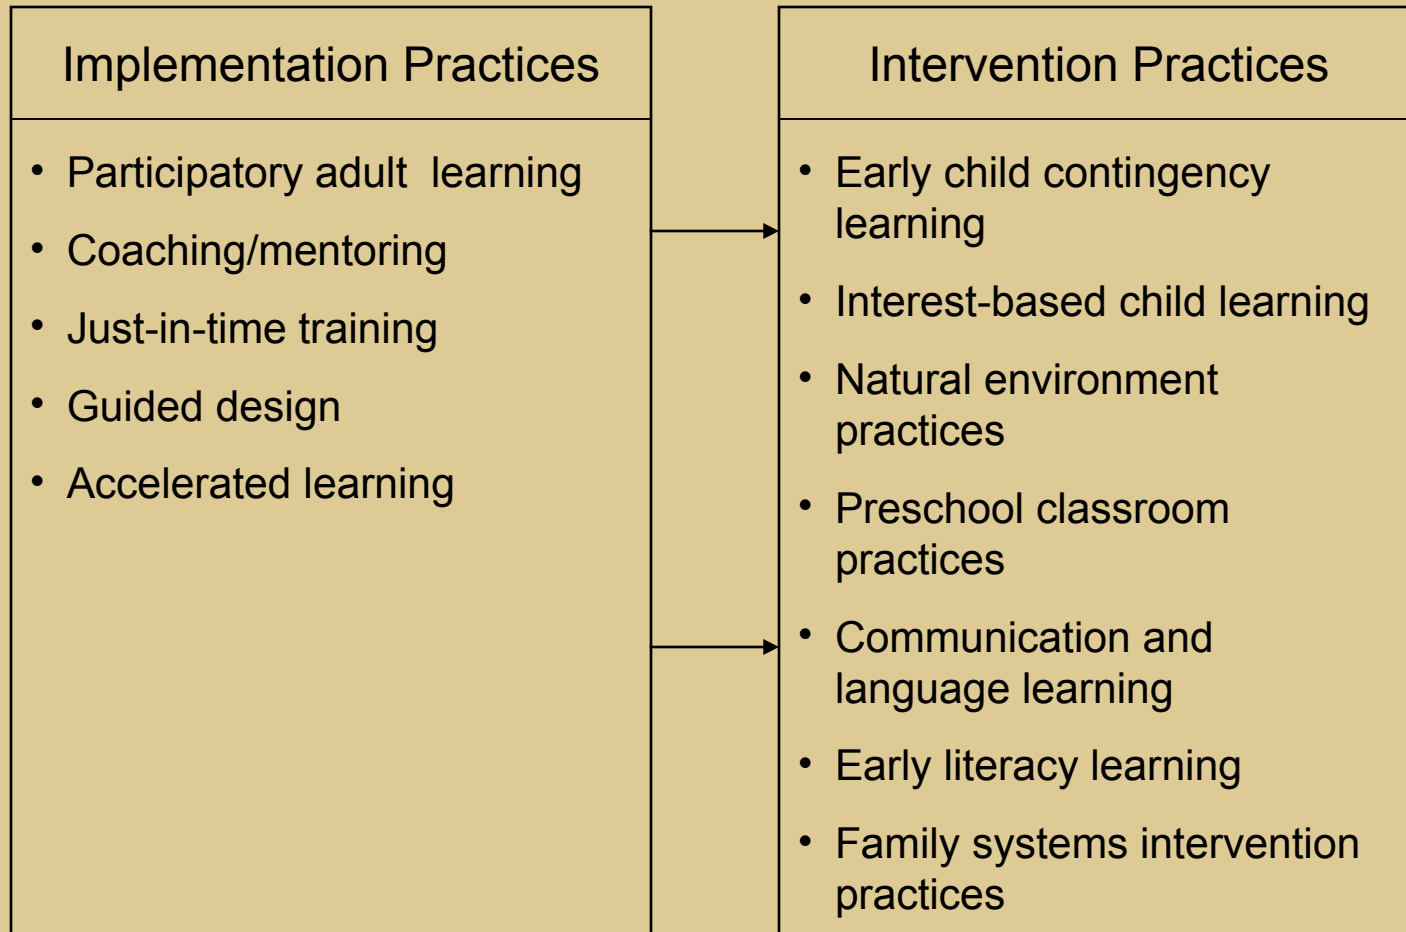 Implementation Practices
• Participatory adult  learning
• Coaching/mentoring
• Just-in-time training
• Guided design
• Accelerated learning
Intervention Practices
• Early child contingency
learning
• Interest-based child learning
• Natural environment
practices
• Preschool classroom
practices
• Communication and
language learning
• Early literacy learning
• Family systems intervention
practices